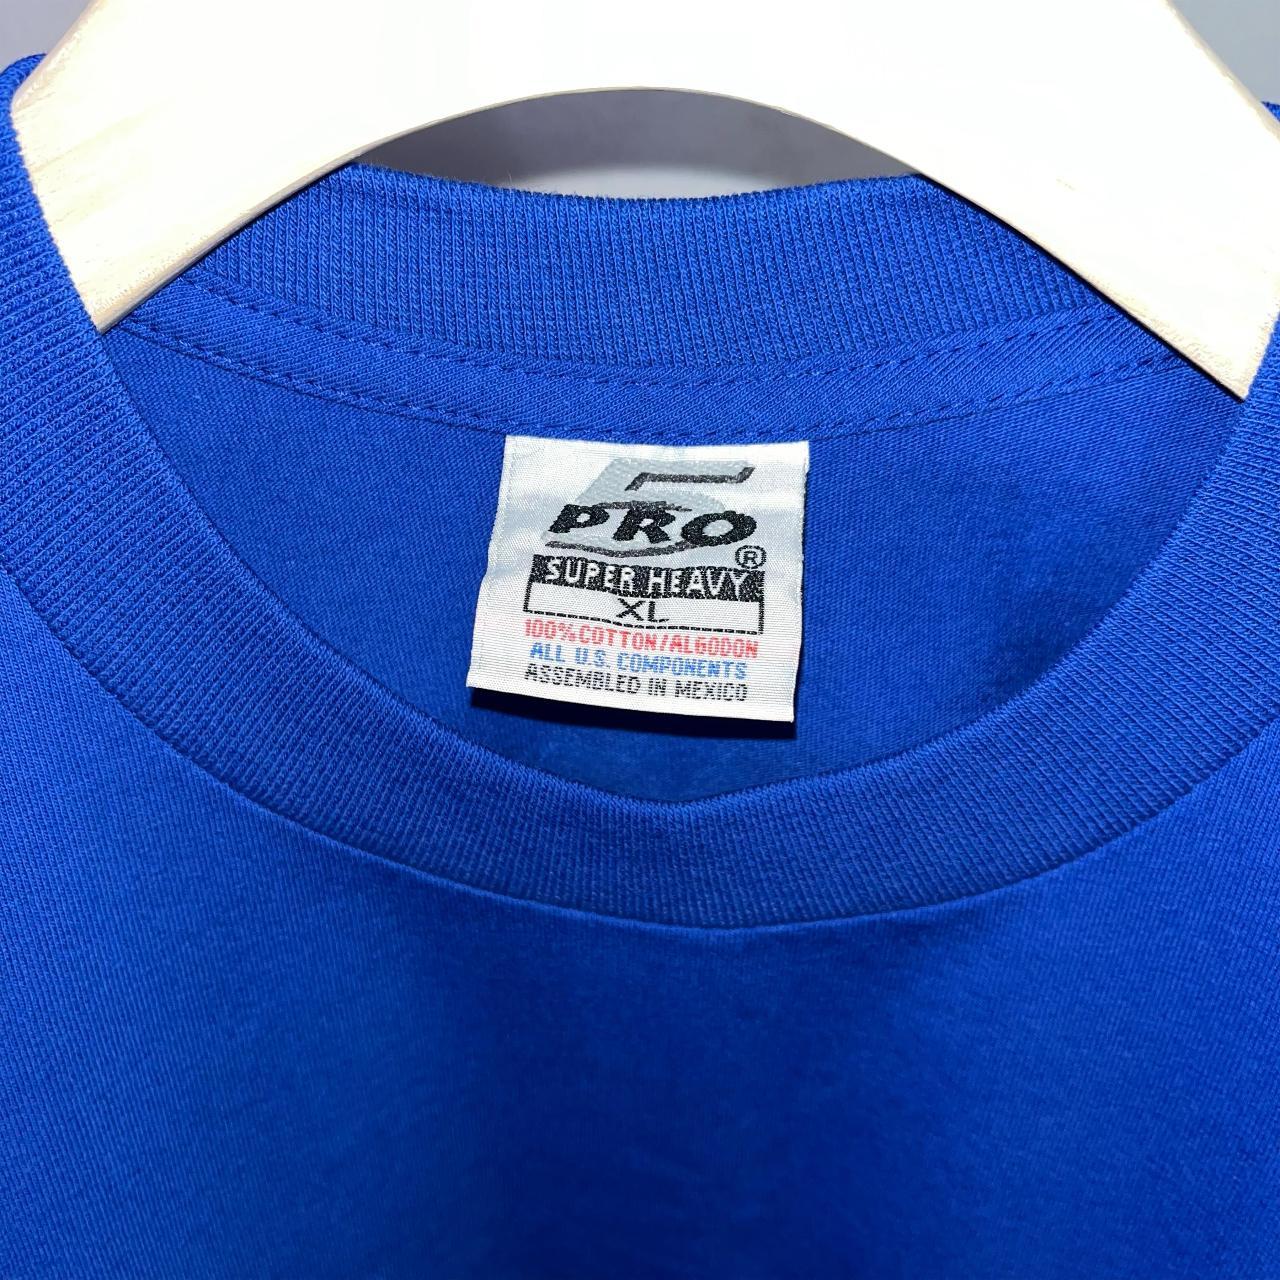 PRO 5
®
SUPER HEAVY
XL
100% COTTON/ALGODON
ALL U.S. COMPONENTS
ASSEMBLED IN MEXICO